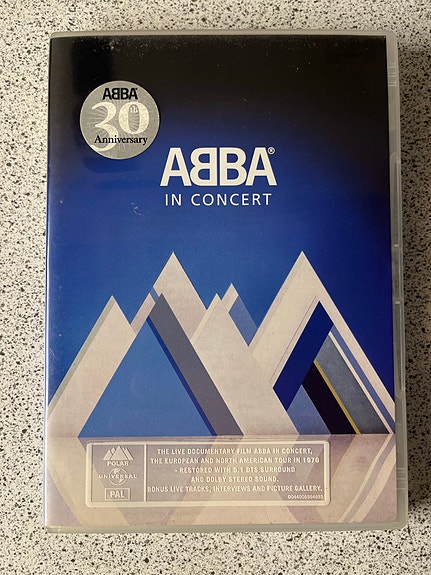 ABBA
30th
Anniversary
ABBA®
IN CONCERT
THE LIVE DOCUMENTARY FILM ABBA IN CONCERT,
THE EUROPEAN AND NORTH AMERICAN TOUR IN 1979
- RESTORED WITH 5.1 DTS SURROUND
AND DOLBY STEREO SOUND.
BONUS LIVE TRACKS, INTERVIEWS AND PICTURE GALLERY.
POLAR
UNIVERSAL
PAL